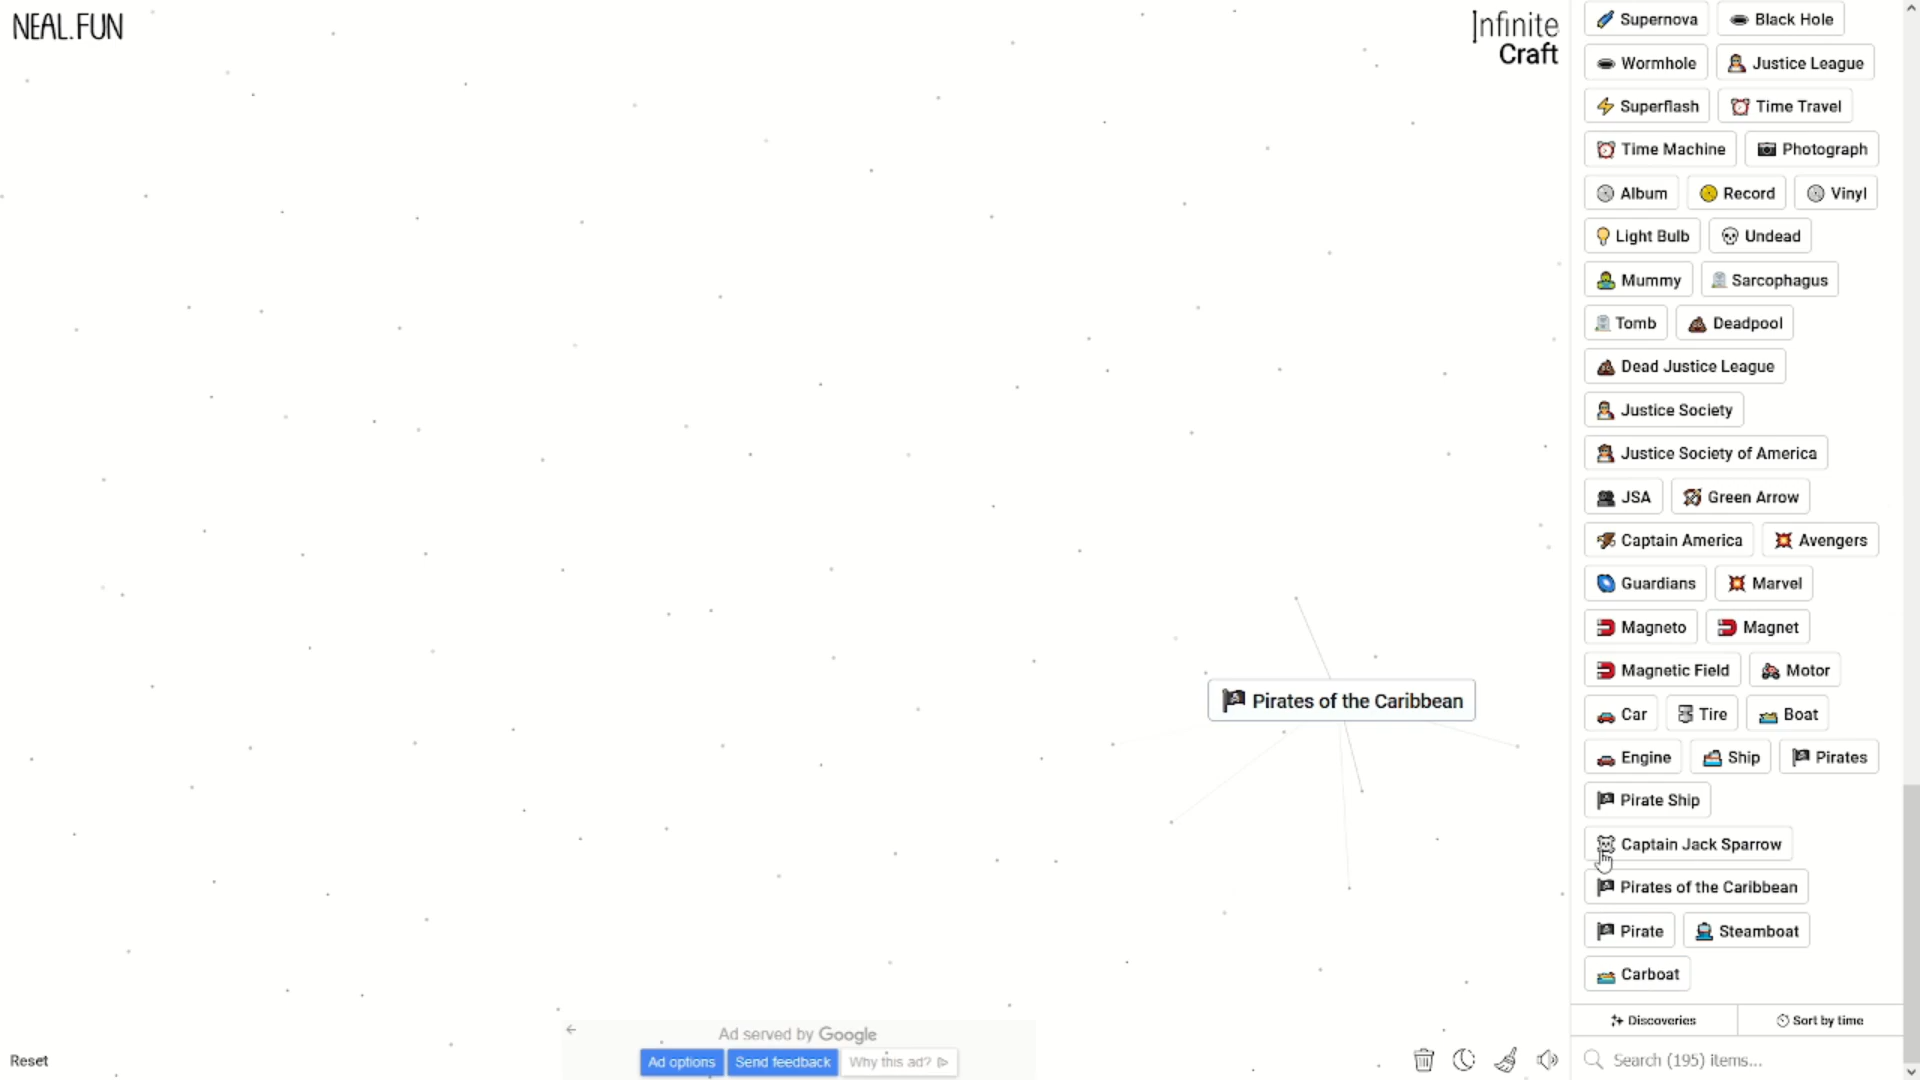 NEAL.FUN
Infinite
Craft
Supernova Black Hole
Wormhole Justice League
Superflash Time Travel
Time Machine Photograph
Album Record Vinyl
Light Bulb Undead
Mummy Sarcophagus
Tomb Deadpool
Dead Justice League
Justice Society
Justice Society of America
JSA Green Arrow
Captain America Avengers
Guardians Marvel
Magneto Magnet
Magnetic Field Motor
Pirates of the Caribbean
Car Tire Boat
Engine Ship Pirates
Pirate Ship
Captain Jack Sparrow
Pirates of the Caribbean
Pirate Steamboat
Carboat
Discoveries Sort by time
Ad served by Google
Ad options Send feedback Why this ad?
Reset
Search (195) items...